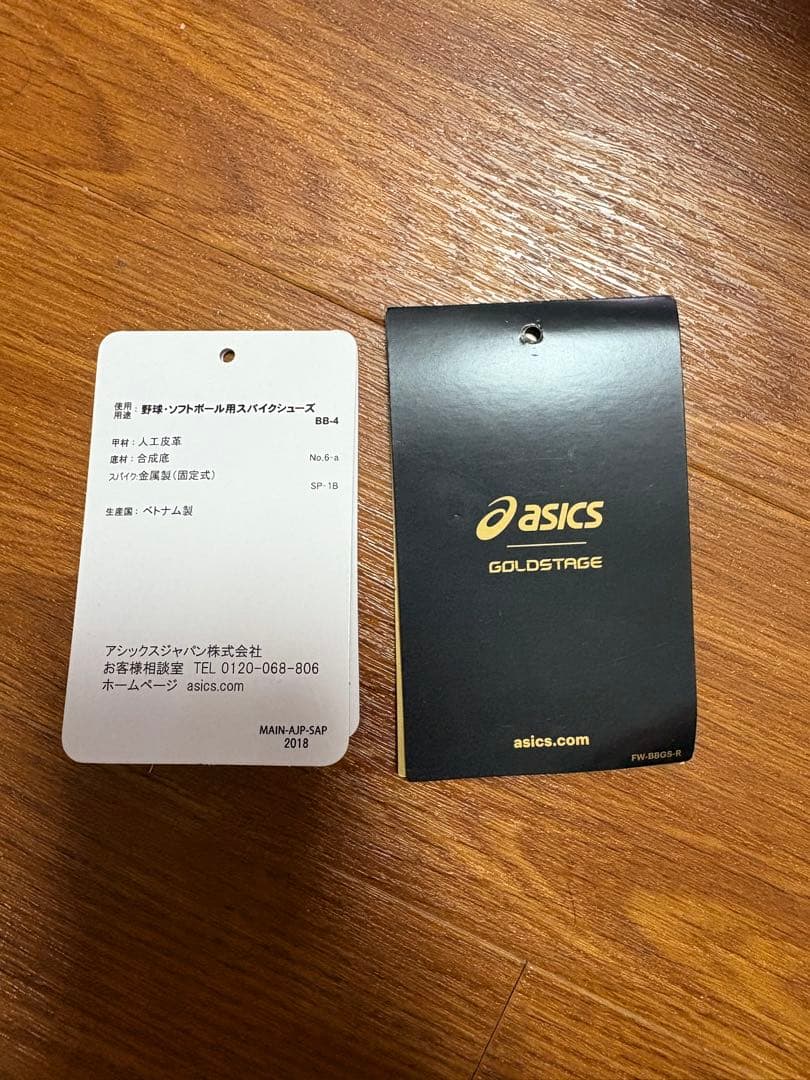 使用
用途：野球・ソフトボール用スパイクシューズ
BB-4
甲材：人工皮革
底材：合成底 No,6-a
スパイク:金属製（固定式）
SP-1B
生産国：ベトナム製
アシックスジャパン株式会社
お客様相談室 TEL 0120-068-806
ホームページ asics.com
MAIN-AJP-SAP
2018
asics
GOLDSTAGE
asics.com
FW-BBGS-R